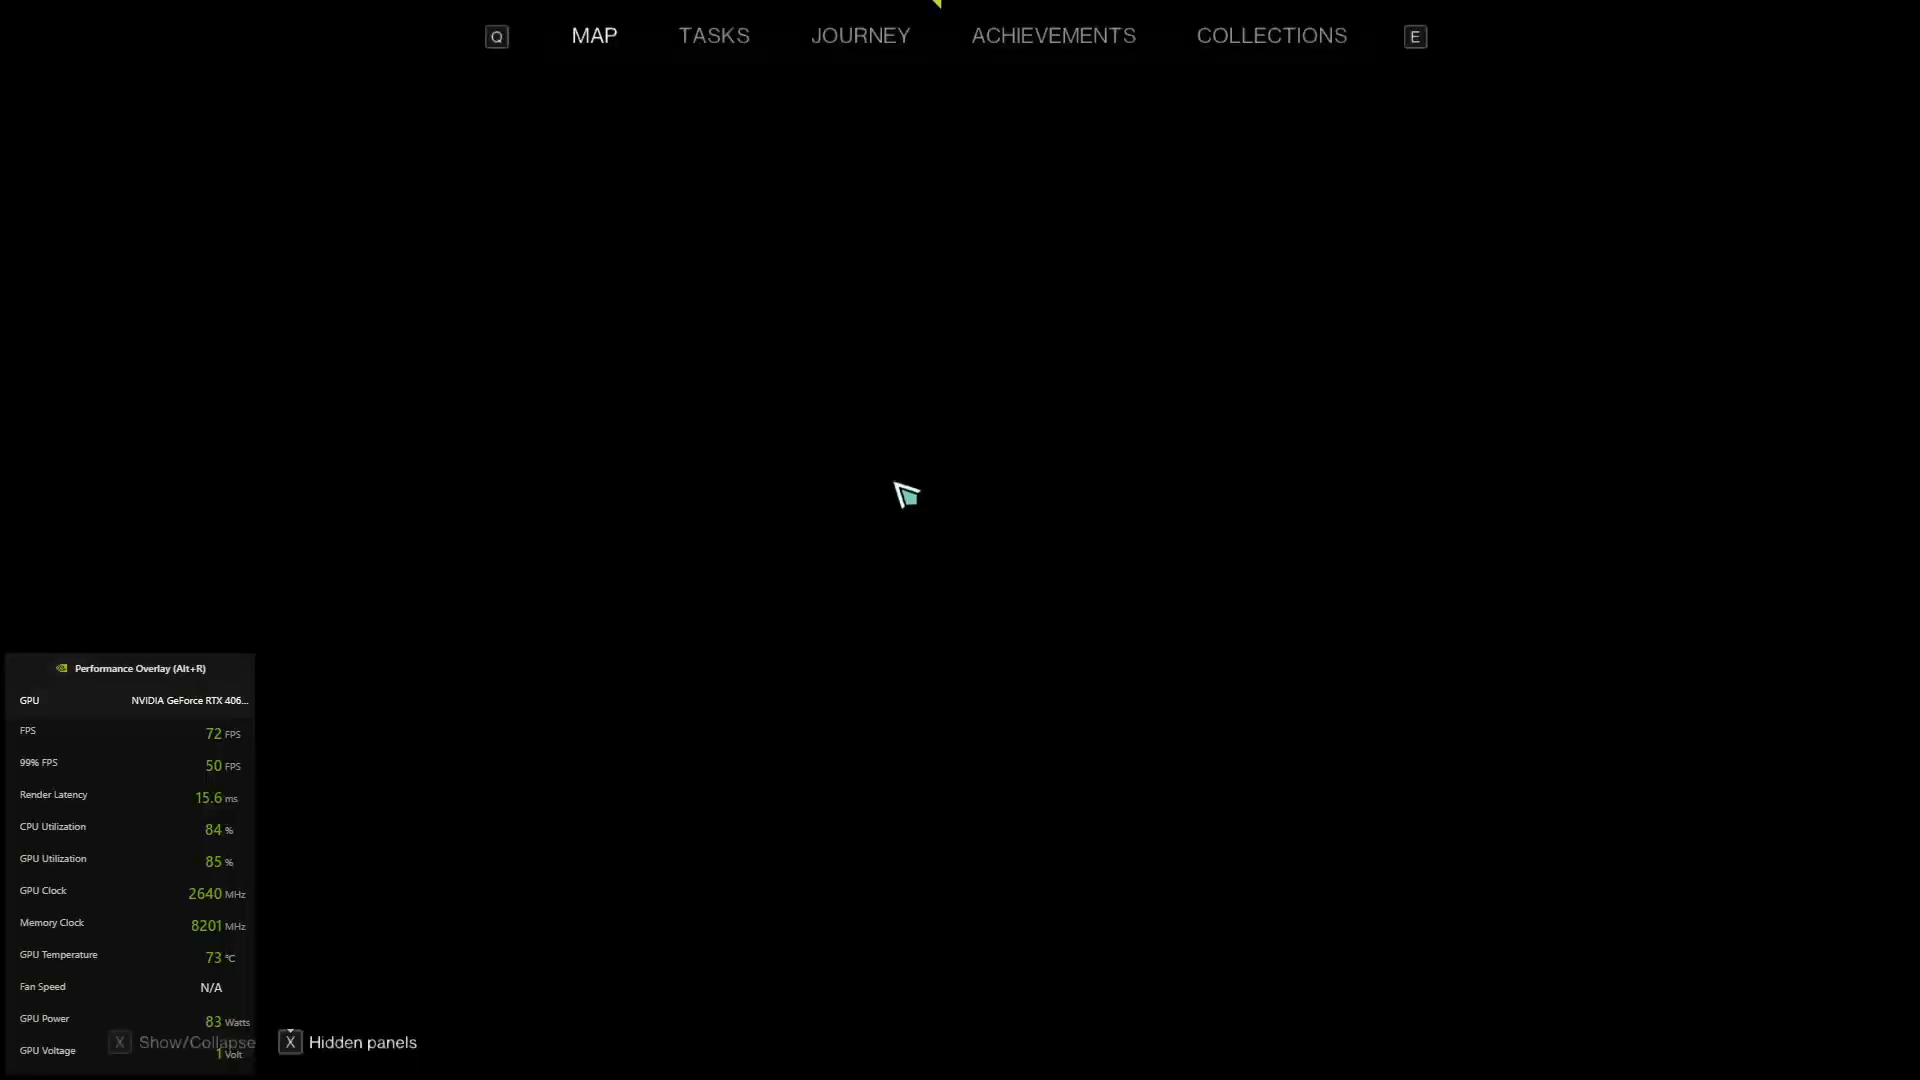 Q MAP TASKS JOURNEY ACHIEVEMENTS COLLECTIONS E
Performance Overlay (Alt+R)
GPU NVIDIA GeForce RTX 406...
FPS 72 FPS
99% FPS 50 FPS
Render Latency 15.6 ms
CPU Utilization 84 %
GPU Utilization 85 %
GPU Clock 2640 MHz
Memory Clock 8201 MHz
GPU Temperature 73 °C
Fan Speed N/A
GPU Power 83 Watts
X Show/Collapse X Hidden panels
GPU Voltage 1 Volt